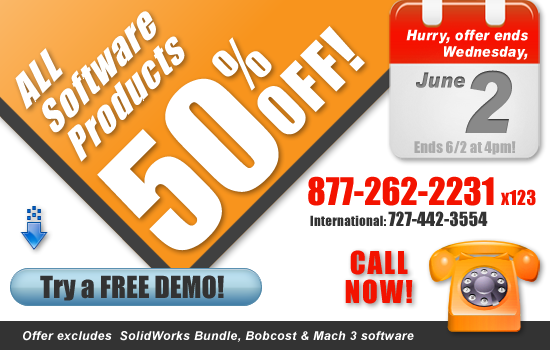 ALL
Software
Products
50% OFF!
Hurry, offer ends
Wednesday,
June 2
Ends 6/2 at 4pm!
877-262-2231 x123
International: 727-442-3554
CALL
NOW!
Try a FREE DEMO!
Offer excludes SolidWorks Bundle, Bobcost & Mach 3 software